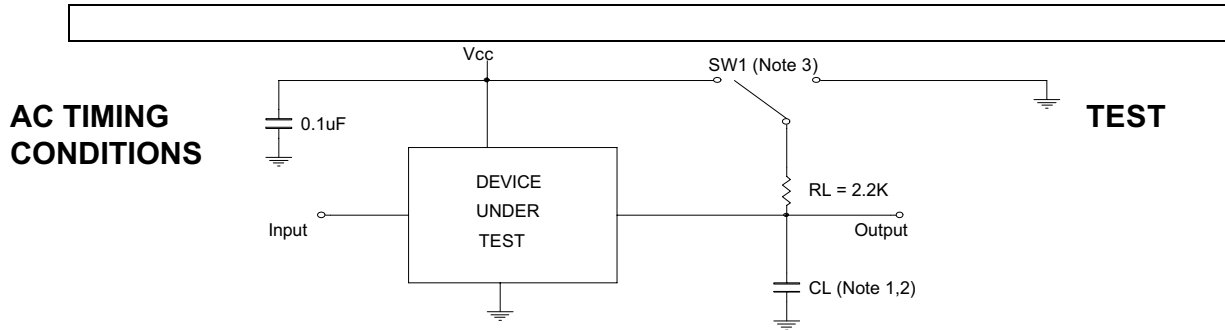 Vcc
SW1 (Note 3)
AC TIMING
CONDITIONS
0.1uF
TEST
DEVICE
UNDER
TEST
RL = 2.2K
Input
Output
CL (Note 1,2)